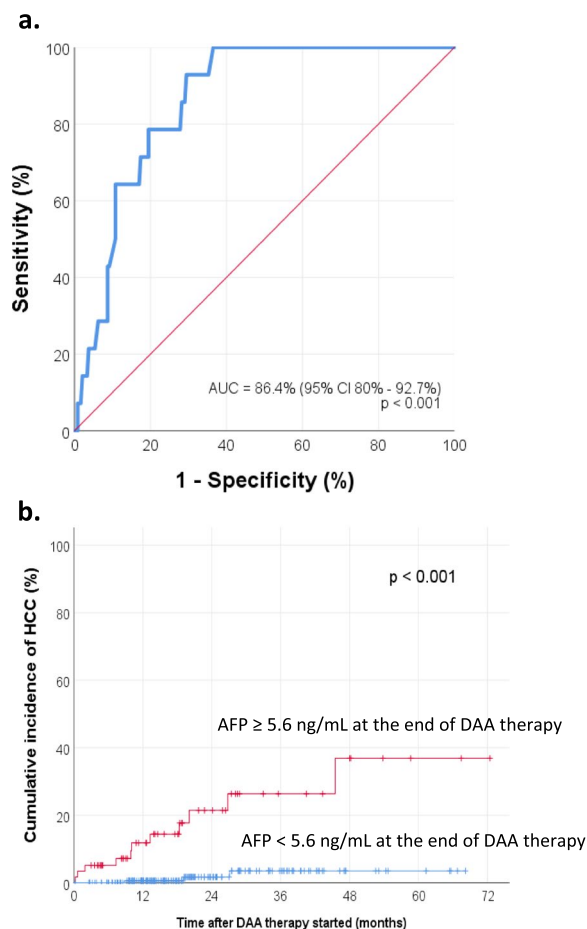 a.
100
80
60
40
20
0
Sensitivity (%)
AUC = 86.4% (95% CI 80% - 92.7%)
p < 0.001
0 20 40 60 80 100
1 - Specificity (%)
b.
100
80
60
40
20
0
Cumulative incidence of HCC (%)
p < 0.001
AFP ≥ 5.6 ng/mL at the end of DAA therapy
AFP < 5.6 ng/mL at the end of DAA therapy
0 12 24 36 48 60 72
Time after DAA therapy started (months)